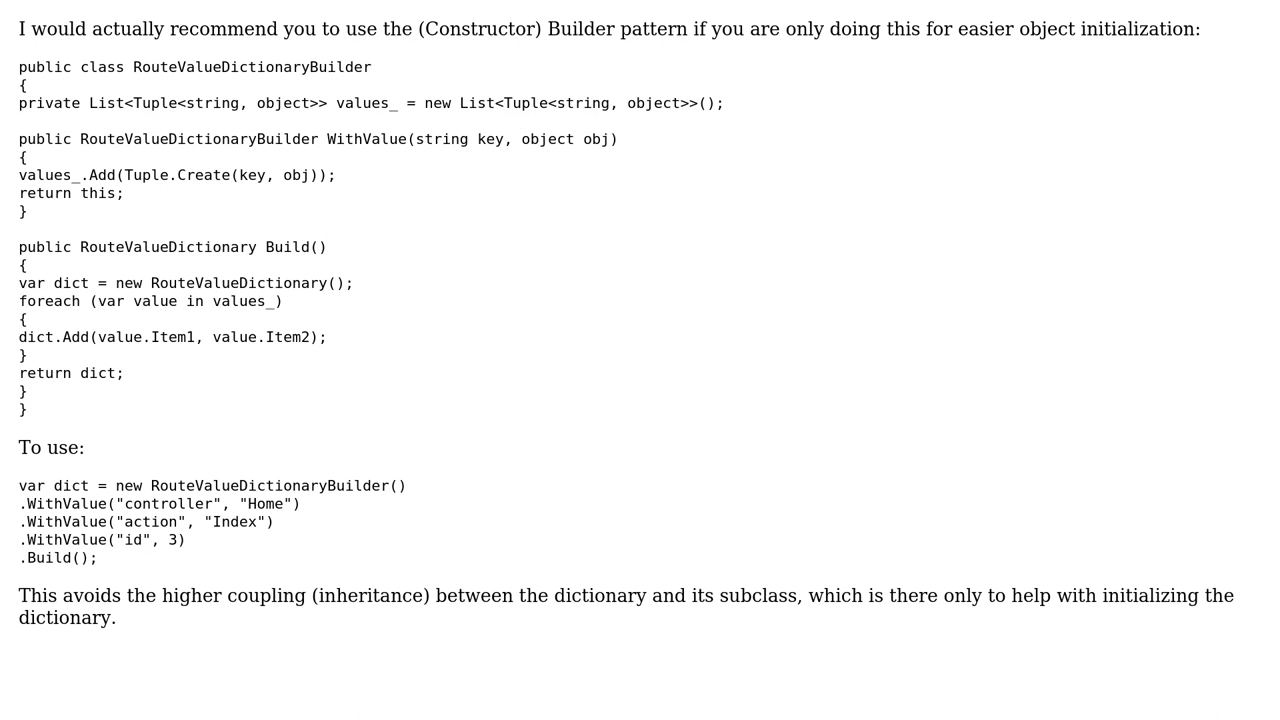 I would actually recommend you to use the (Constructor) Builder pattern if you are only doing this for easier object initialization:
public class RouteValueDictionaryBuilder
{
private List<Tuple<string, object>> values_ = new List<Tuple<string, object>>();
public RouteValueDictionaryBuilder WithValue(string key, object obj)
{
values_.Add(Tuple.Create(key, obj));
return this;
}
public RouteValueDictionary Build()
{
var dict = new RouteValueDictionary();
foreach (var value in values_)
{
dict.Add(value.Item1, value.Item2);
}
return dict;
}
}
To use:
var dict = new RouteValueDictionaryBuilder()
.WithValue("controller", "Home")
.WithValue("action", "Index")
.WithValue("id", 3)
.Build();
This avoids the higher coupling (inheritance) between the dictionary and its subclass, which is there only to help with initializing the
dictionary.